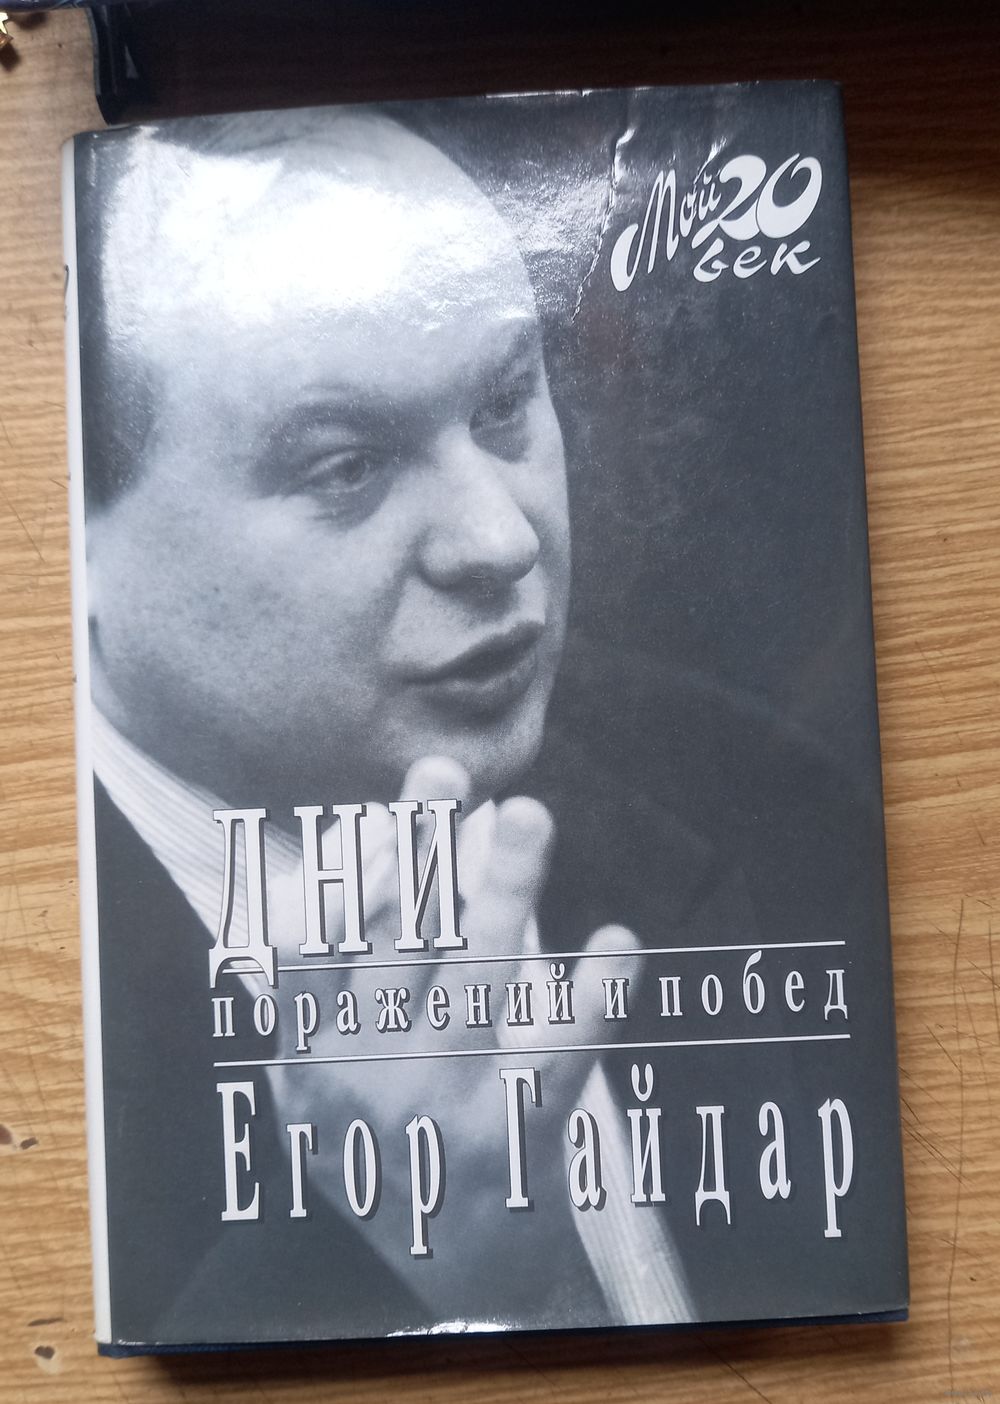 Мой 20
век
ДНИ
поражений и побед
Егор Гайдар